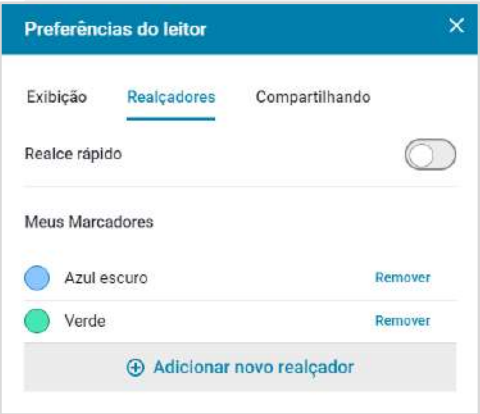 Preferências do leitor
Exibição Realçadores Compartilhando
Realce rápido
Meus Marcadores
Azul escuro Remover
Verde Remover
Adicionar novo realçador